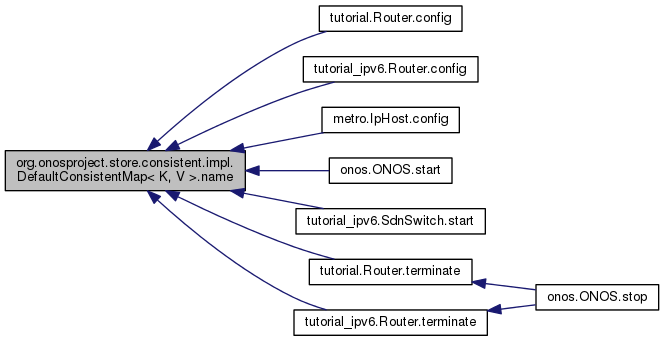 org.onosproject.store.consistent.impl.
DefaultConsistentMap< K, V >.name
tutorial.Router.config
tutorial_ipv6.Router.config
metro.IpHost.config
onos.ONOS.start
tutorial_ipv6.SdnSwitch.start
tutorial.Router.terminate
tutorial_ipv6.Router.terminate
onos.ONOS.stop